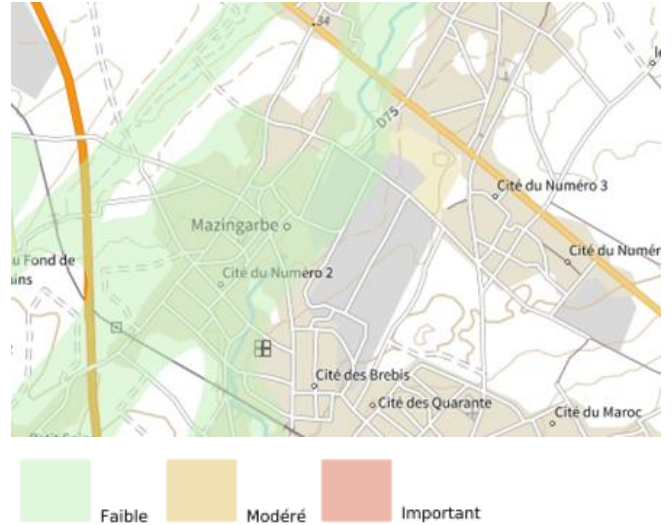 34
D75
Cité du Numéro 3
Mazingarbe
Cité du Numér
u Fond de
ins
Cité du Numéro 2
Cité des Brebis
Cité des Quarante
Cité du Maroc
Faible
Modéré
Important